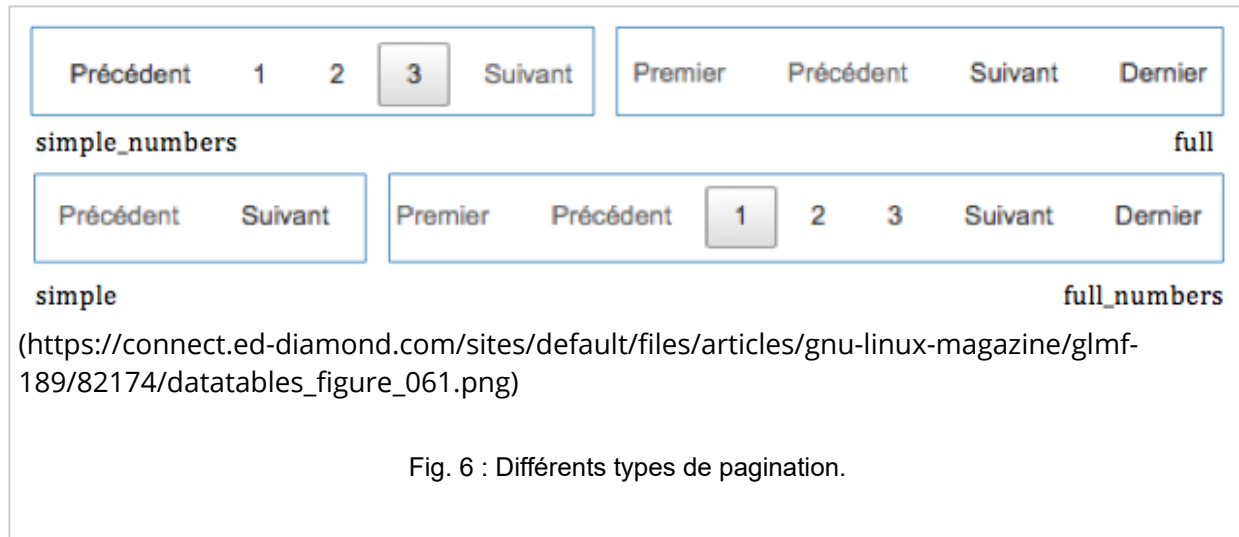 Précédent 1 2 3 Suivant
Premier Précédent Suivant Dernier
simple_numbers
full
Précédent Suivant
Premier Précédent 1 2 3 Suivant Dernier
simple
full_numbers
(https://connect.ed-diamond.com/sites/default/files/articles/gnu-linux-magazine/glmf-
189/82174/datatables_figure_061.png)
Fig. 6 : Différents types de pagination.